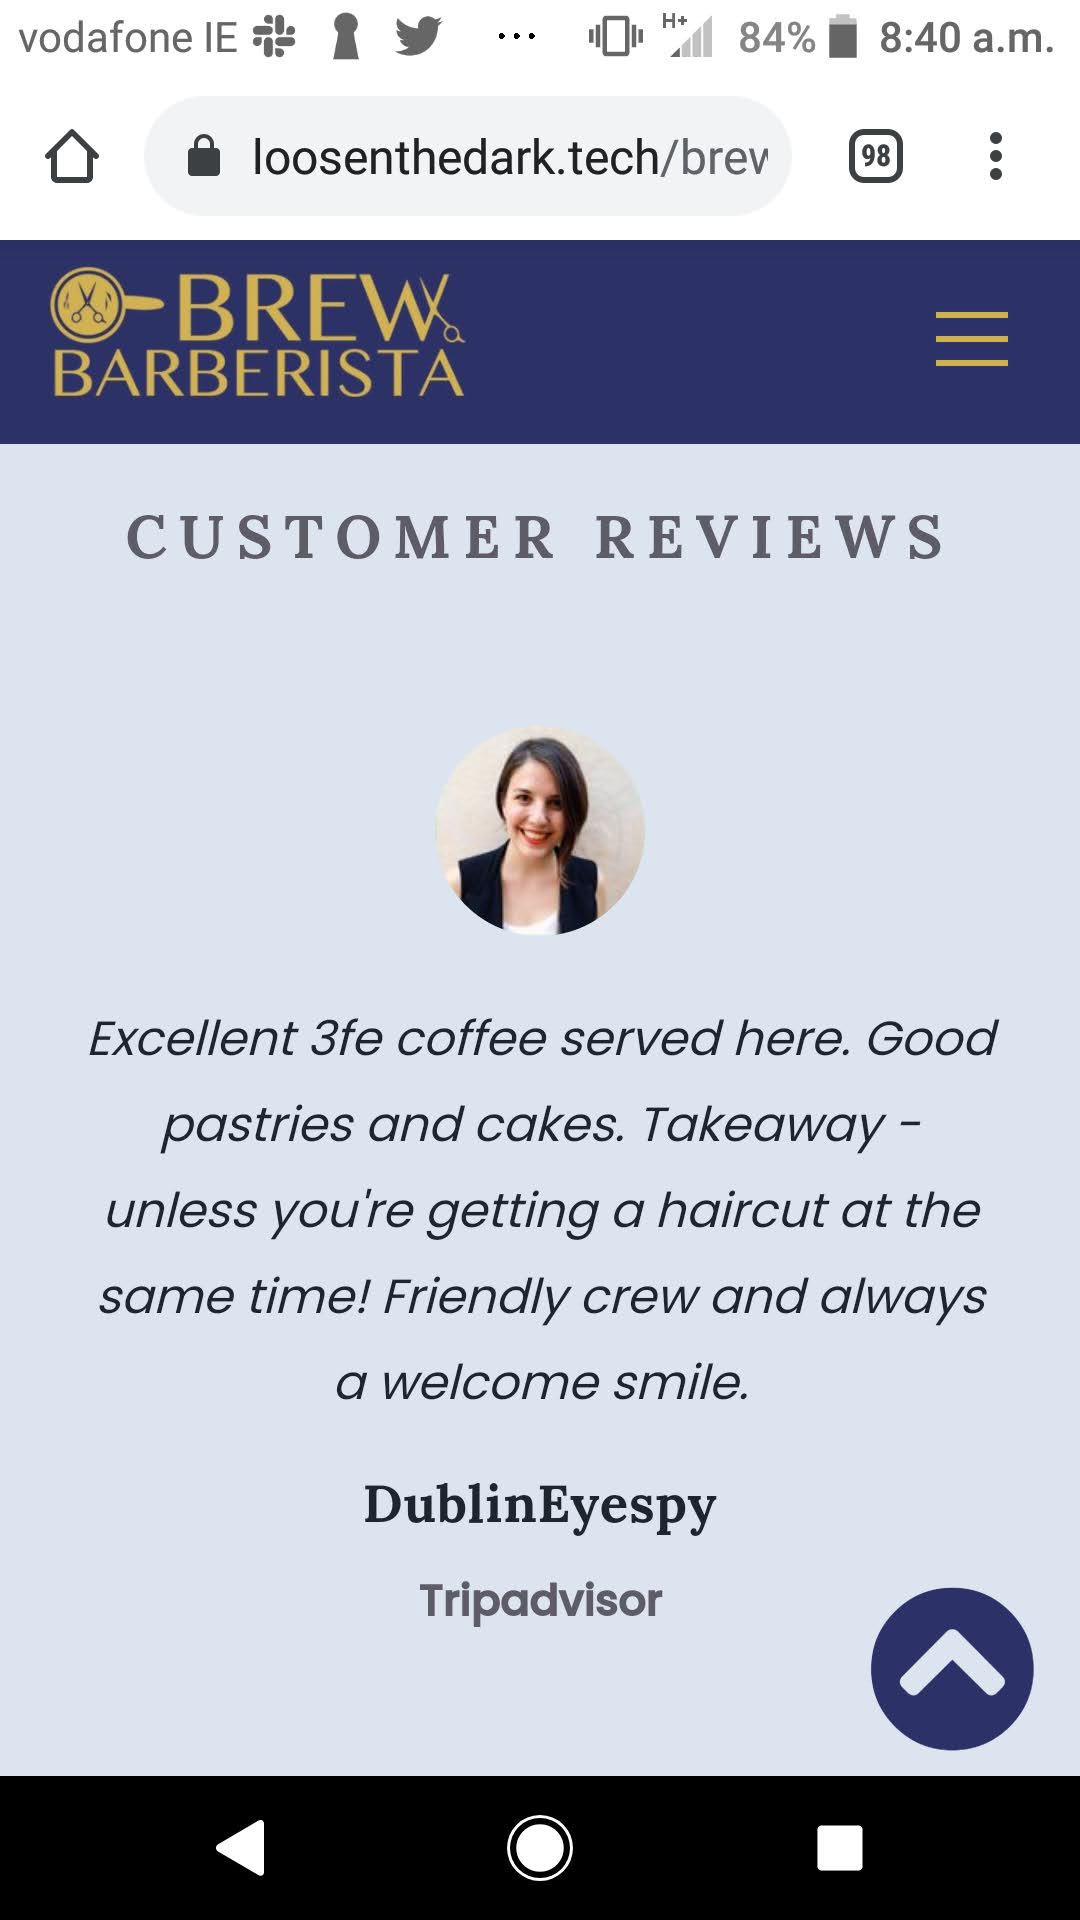 vodafone IE ... H+ 84% 8:40 a.m.
loosenthedark.tech/brew 98
BREW
BARBERISTA
CUSTOMER REVIEWS
Excellent 3fe coffee served here. Good
pastries and cakes. Takeaway -
unless you're getting a haircut at the
same time! Friendly crew and always
a welcome smile.
DublinEyespy
Tripadvisor